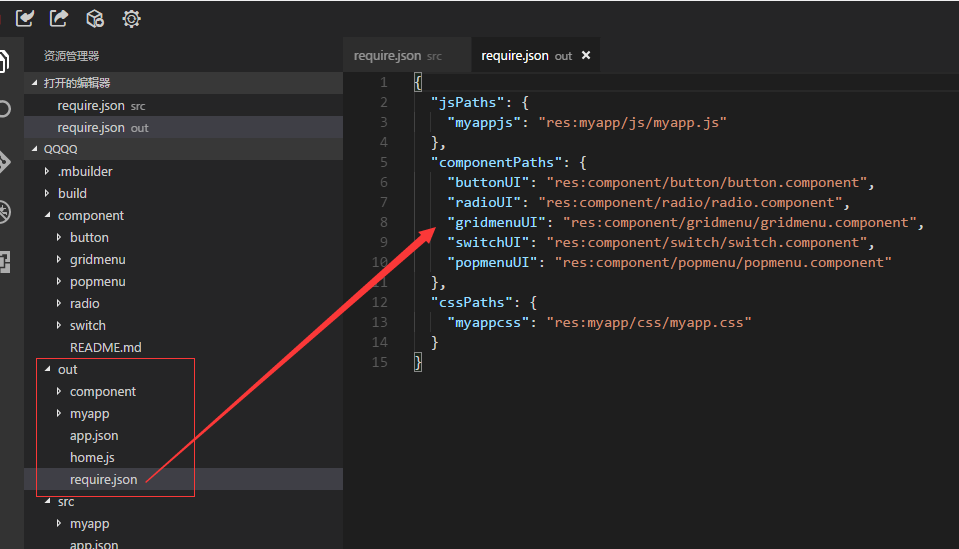 资源管理器
打开的编辑器
require.json src
require.json out
QQQQ
.mbuilder
build
component
button
gridmenu
popmenu
radio
switch
README.md
out
component
myapp
app.json
home.js
require.json
src
myapp
app.json
require.json src
require.json out ×
1 {
2 "jsPaths": {
3 "myappjs": "res:myapp/js/myapp.js"
4 },
5 "componentPaths": {
6 "buttonUI": "res:component/button/button.component",
7 "radioUI": "res:component/radio/radio.component",
8 "gridmenuUI": "res:component/gridmenu/gridmenu.component",
9 "switchUI": "res:component/switch/switch.component",
10 "popmenuUI": "res:component/popmenu/popmenu.component"
11 },
12 "cssPaths": {
13 "myappcss": "res:myapp/css/myapp.css"
14 }
15 }